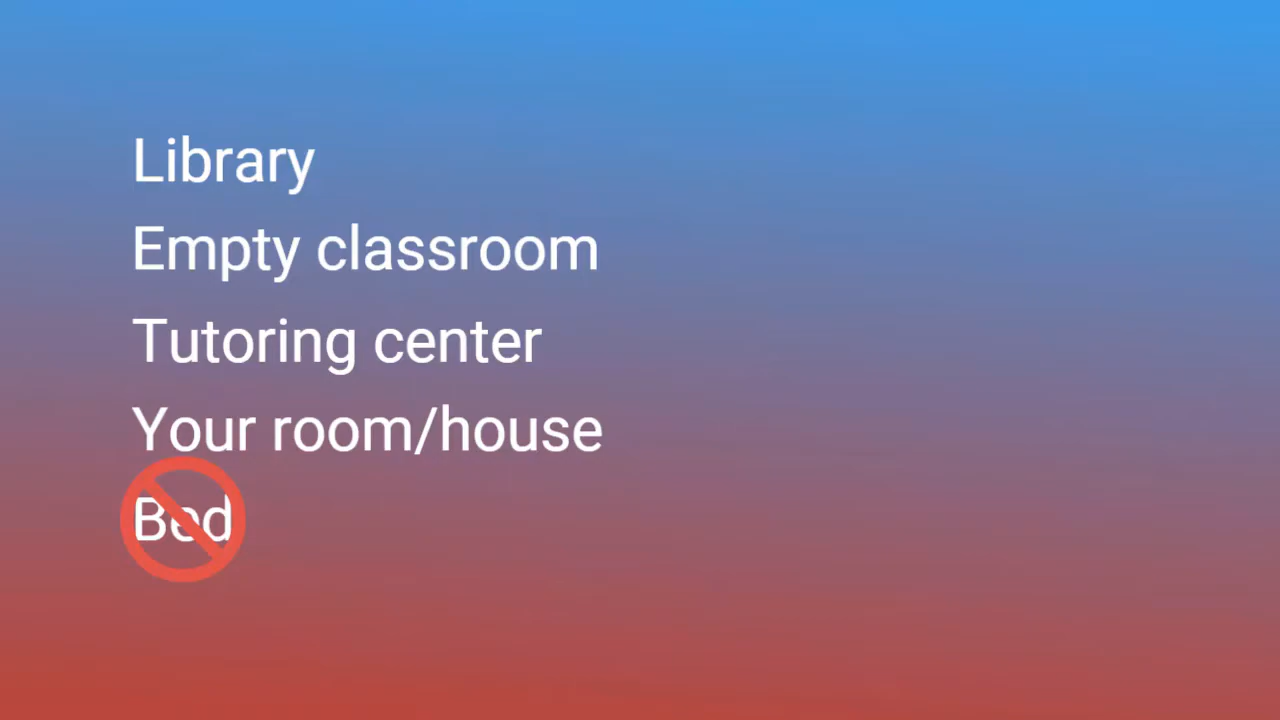 Library
Empty classroom
Tutoring center
Your room/house
Bed